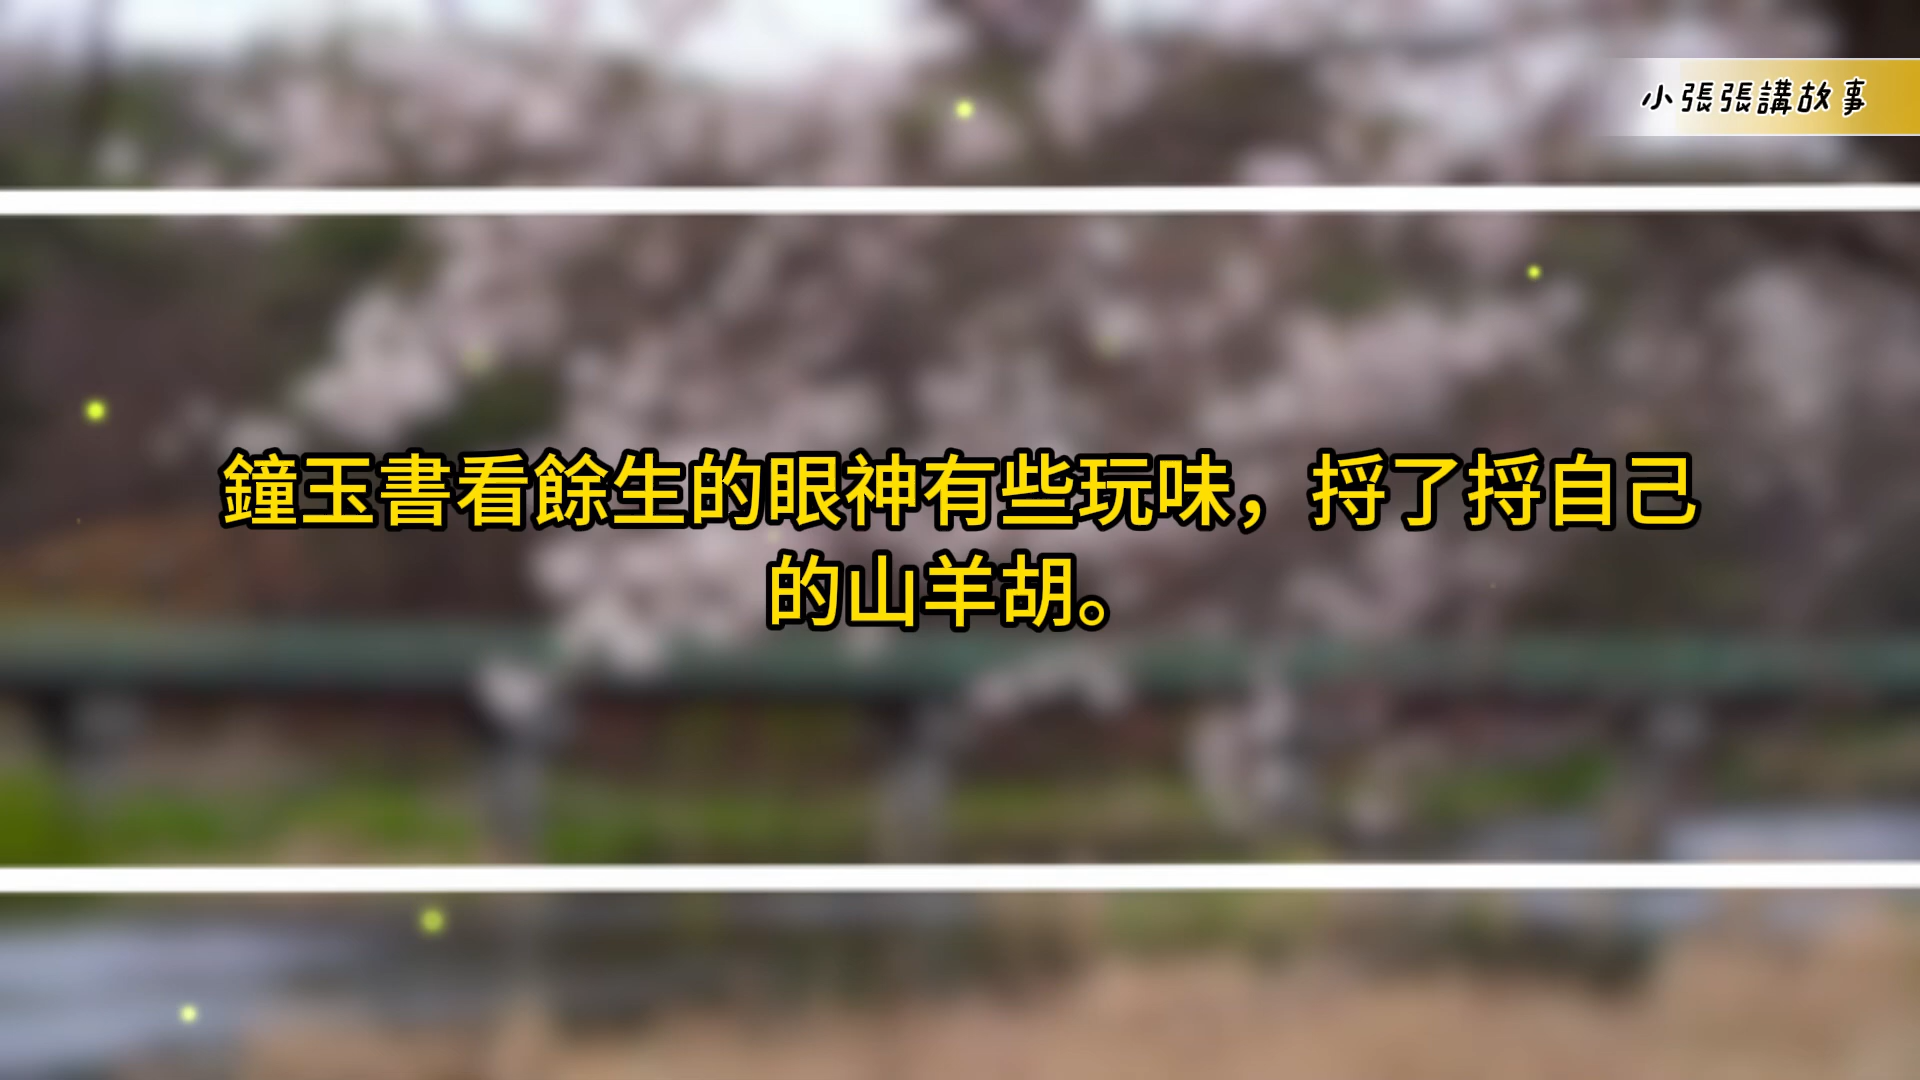 小張張講故事
鐘玉書看餘生的眼神有些玩味，捋了捋自己
的山羊胡。